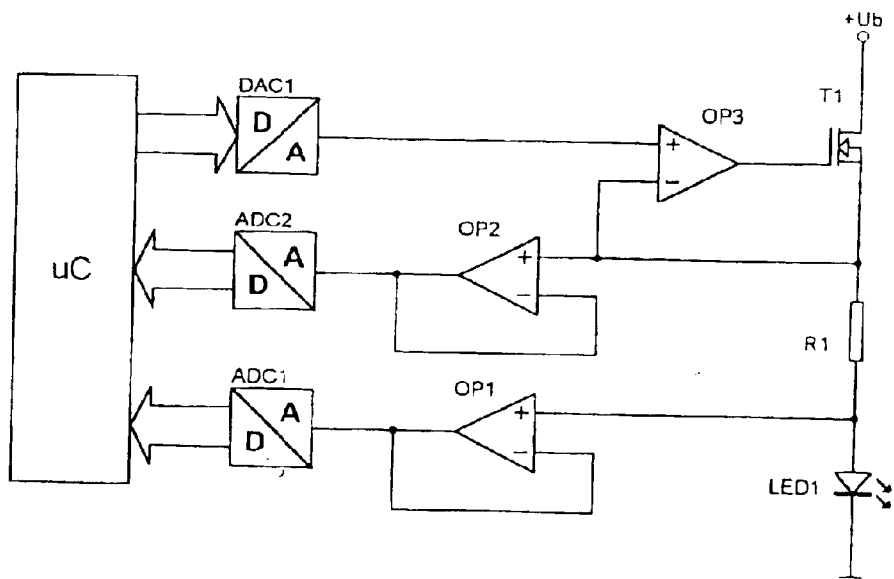 +Ub
DAC1
D
A
T1
OP3
+
−
ADC2
A
D
OP2
+
−
uC
R1
ADC1
A
D
OP1
+
−
LED1